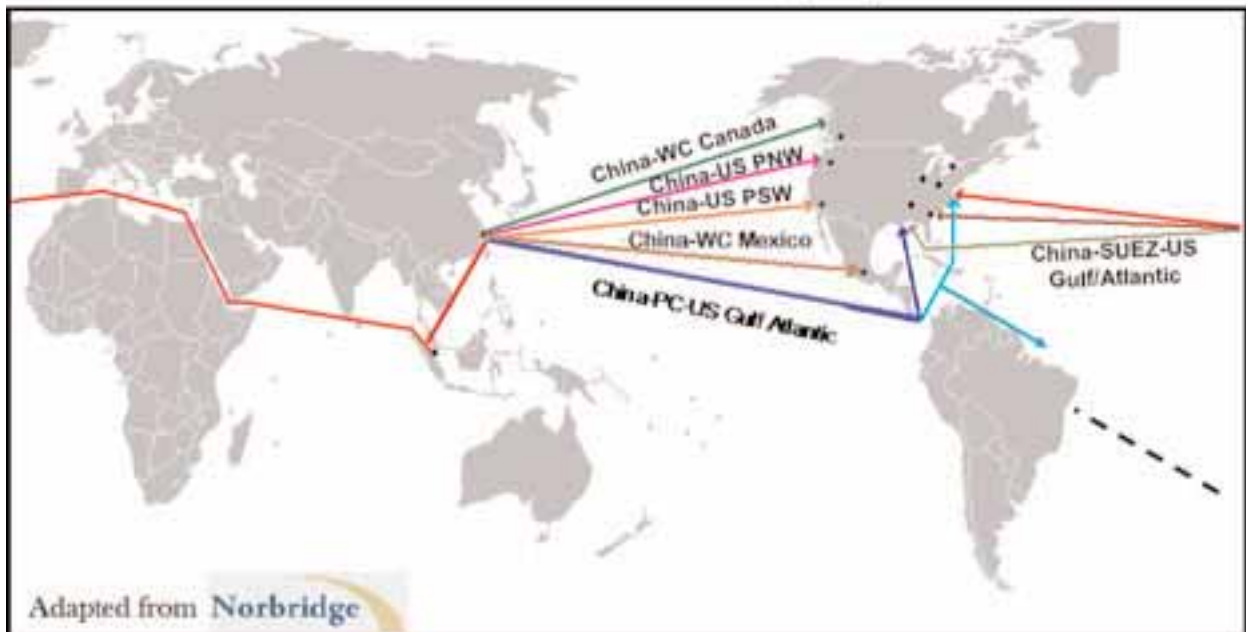 China-WC Canada
China-US PNW
China-US PSW
China-WC Mexico
China-PC-US Gulf Atlantic
China-SUEZ-US
Gulf/Atlantic
Adapted from Norbridge